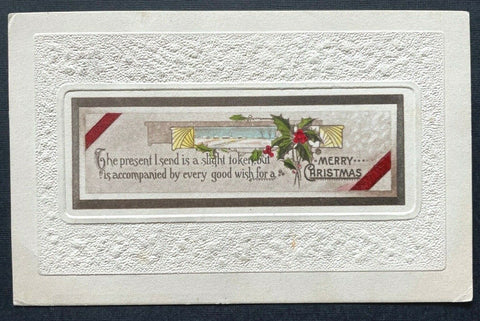 The present I send is a slight token, but
is accompanied by every good wish for a
MERRY
CHRISTMAS